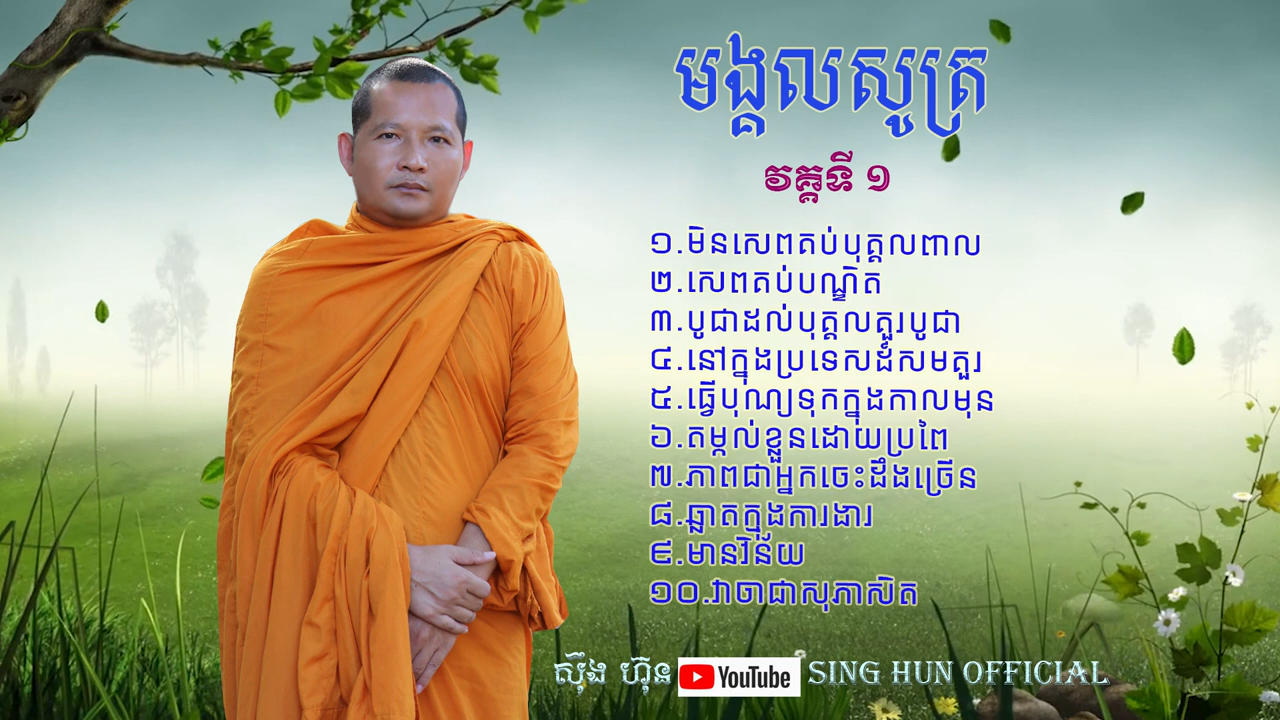 មង្គលសូត្រ
វគ្គទី ១
១.មិនសេពគប់បុគ្គលពាល
២.សេពគប់បណ្ឌិត
៣.បូជាដល់បុគ្គលគួរបូជា
៤.នៅក្នុងប្រទេសដ៏សមគួរ
៥.ធ្វើបុណ្យទុកក្នុងកាលមុន
៦.តម្កល់ខ្លួនដោយប្រពៃ
៧.ភាពជាអ្នកចេះដឹងច្រើន
៨.ឆ្លាតក្នុងការងារ
៩.មានវិន័យ
១០.វាចាជាសុភាសិត
ស៊ឹង ហ៊ុន YouTube SING HUN OFFICIAL